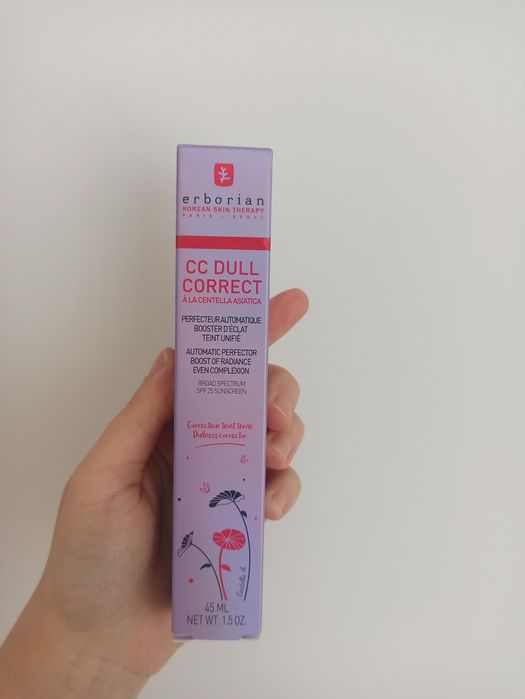 erborian
KOREAN SKIN THERAPY
PARIS - SÉOUL
CC DULL
CORRECT
À LA CENTELLA ASIATICA
PERFECTEUR AUTOMATIQUE
BOOSTER D'ÉCLAT
TEINT UNIFIÉ
AUTOMATIC PERFECTOR
BOOST OF RADIANCE
EVEN COMPLEXION
BROAD SPECTRUM
SPF 25 SUNSCREEN
Correcteur teint terne
Dullness corrector
Centella A.
45 ML
NET WT. 1.5 OZ.